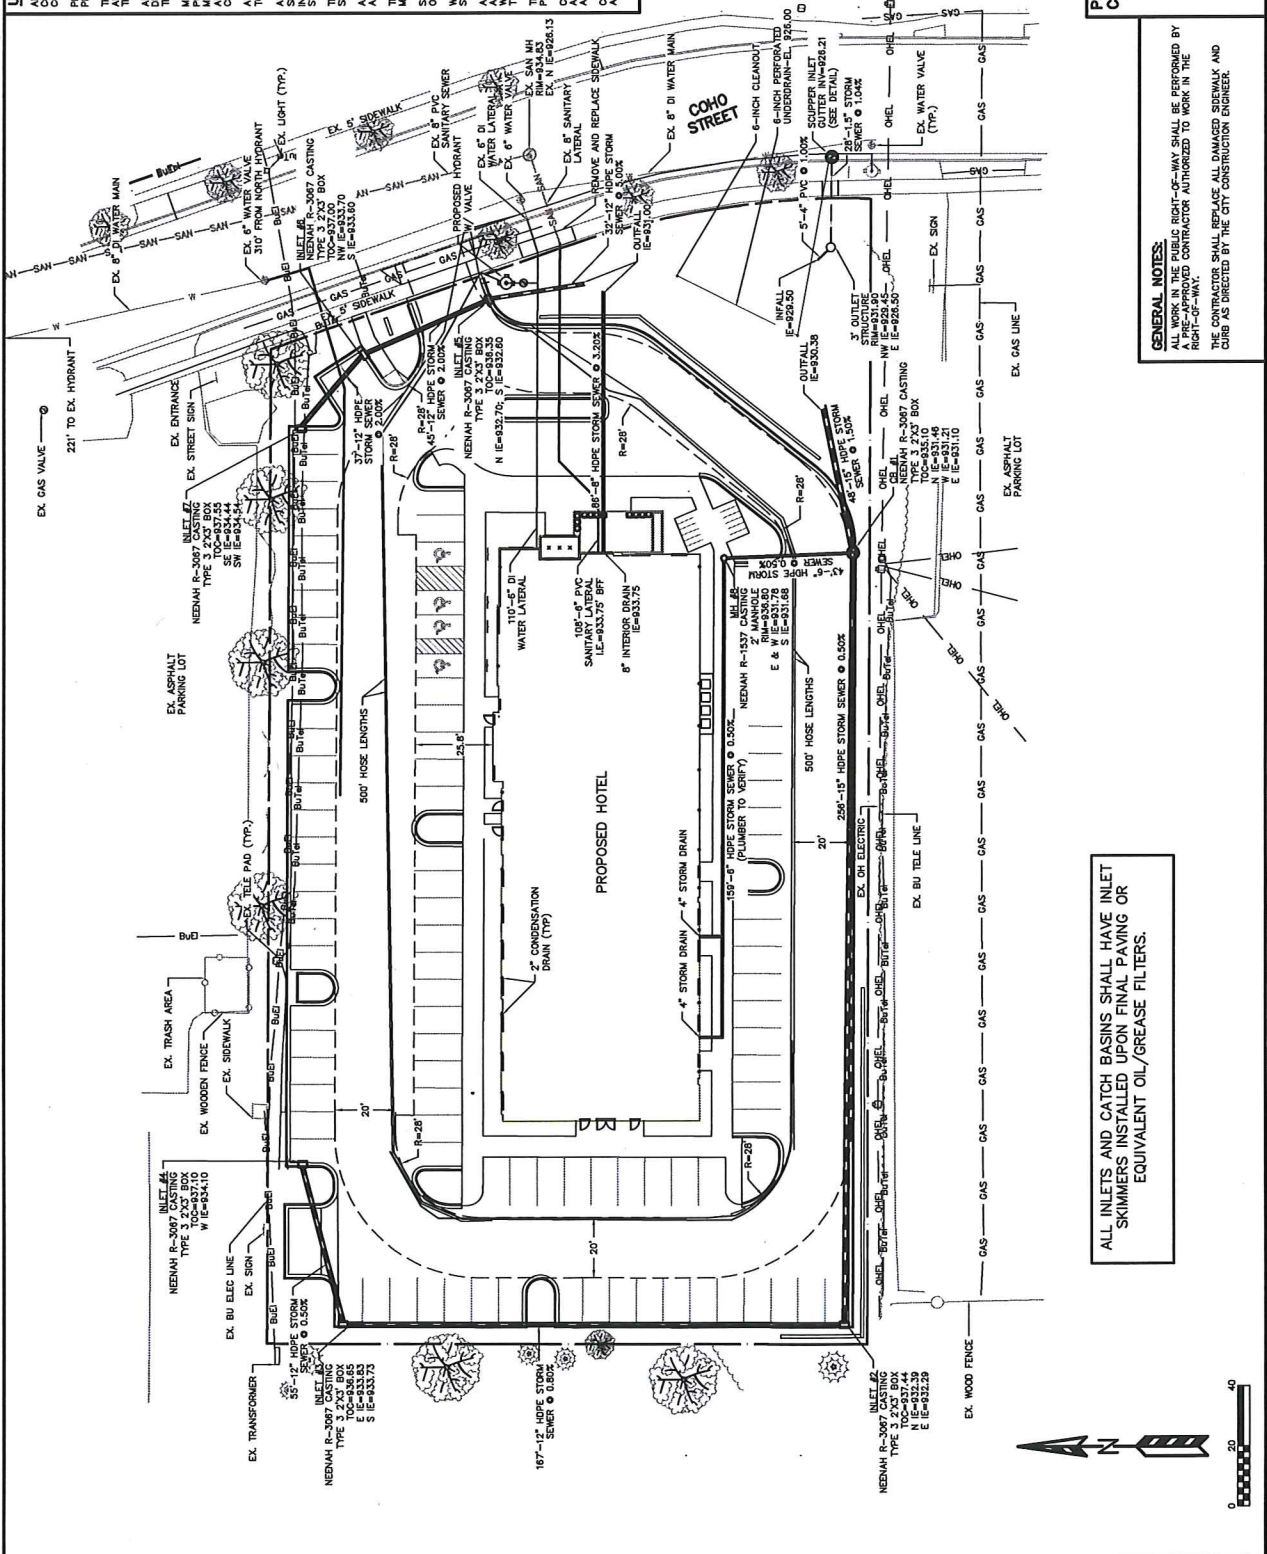 EX. GAS VALVE
221' TO EX. HYDRANT
EX. 8" DI WATER MAIN
EX. 6" WATER VALVE
310' FROM NORTH HYDRANT
EX. LIGHT (TYP.)
EX. 5' SIDEWALK
INLET #6
NEENAH R-3067 CASTING
TYPE 3 2'X3' BOX
TOC=937.00
NW IE=933.70
S IE=933.60
EX. 8" PVC
SANITARY SEWER
PROPOSED HYDRANT
W/ VALVE
EX. 6" DI
WATER LATERAL
EX. 6" WATER VALVE
EX. SAN MH
RIM=934.83
EX. N IE=926.13
EX. 8" SANITARY
LATERAL
REMOVE AND REPLACE SIDEWALK
32'-12" HDPE STORM
SEWER @ 5.00%
OUTFALL
IE=931.00
EX. 8" DI WATER MAIN
COHO
STREET
6-INCH CLEANOUT
6-INCH PERFORATED
UNDERDRAIN-EL. 926.00
SCUPPER INLET
GUTTER INV=926.21
(SEE DETAIL)
28'-1.5" STORM
SEWER @ 1.04%
5'-4" PVC @ 1.00%
EX. WATER VALVE
(TYP.)
EX. ENTRANCE
EX. STREET SIGN
EX. 5' SIDEWALK
INLET #7
NEENAH R-3067 CASTING
TYPE 3 2'X3' BOX
TOC=937.55
SE IE=934.44
SW IE=934.54
37'-12" HDPE
STORM SEWER
@ 2.00%
R=28'
R=28'
45'-12" HDPE STORM
SEWER @ 2.00%
INLET #5
NEENAH R-3067 CASTING
TYPE 3 2'X3' BOX
TOC=936.35
N IE=932.70; S IE=932.60
86'-8" HDPE STORM SEWER @ 3.20%
R=28'
INFALL
IE=929.50
OUTFALL
IE=930.38
3' OUTLET
STRUCTURE
RIM=931.90
NW IE=929.45
E IE=926.50
EX. SIGN
EX. GAS LINE
48'-15" HDPE STORM
SEWER @ 1.50%
CB #1
NEENAH R-3067 CASTING
TYPE 3 2'X3' BOX
TOC=935.10
N IE=931.46
W IE=931.21
E IE=931.10
EX. ASPHALT
PARKING LOT
EX. ASPHALT
PARKING LOT
110'-6" DI
WATER LATERAL
108'-6" PVC
SANITARY LATERAL
I.E.=933.75' BFF
8" INTERIOR DRAIN
IE=933.75
R=28'
43'-6" HDPE STORM
SEWER @ 0.50%
MH #8
NEENAH R-1537 CASTING
2' MANHOLE
RIM=936.80
E & W IE=931.78
S IE=931.68
500' HOSE LENGTHS
25.8'
PROPOSED HOTEL
159'-6" HDPE STORM SEWER @ 0.50%
(PLUMBER TO VERIFY)
500' HOSE LENGTHS
256'-15" HDPE STORM SEWER @ 0.50%
20'
EX. OH ELECTRIC
EX. BU TELE LINE
EX. TELE PAD (TYP.)
2" CONDENSATION
DRAIN (TYP)
4" STORM DRAIN
4" STORM DRAIN
EX. TRASH AREA
EX. WOODEN FENCE
EX. SIDEWALK
20'
R=28'
R=28'
20'
INLET #4
NEENAH R-3067 CASTING
TYPE 3 2'X3' BOX
TOC=937.10
W IE=934.10
EX. BU ELEC LINE
EX. SIGN
EX. TRANSFORMER
55'-12" HDPE STORM
SEWER @ 0.50%
INLET #3
NEENAH R-3067 CASTING
TYPE 3 2'X3' BOX
TOC=936.65
E IE=933.83
S IE=933.73
167'-12" HDPE STORM
SEWER @ 0.80%
INLET #2
NEENAH R-3067 CASTING
TYPE 3 2'X3' BOX
TOC=937.44
N IE=932.39
E IE=932.29
EX. WOOD FENCE
GENERAL NOTES:
ALL WORK IN THE PUBLIC RIGHT-OF-WAY SHALL BE PERFORMED BY
A PRE-APPROVED CONTRACTOR AUTHORIZED TO WORK IN THE
RIGHT-OF-WAY.
THE CONTRACTOR SHALL REPLACE ALL DAMAGED SIDEWALK AND
CURB AS DIRECTED BY THE CITY CONSTRUCTION ENGINEER.
ALL INLETS AND CATCH BASINS SHALL HAVE INLET
SKIMMERS INSTALLED UPON FINAL PAVING OR
EQUIVALENT OIL/GREASE FILTERS.
N
0 20 40